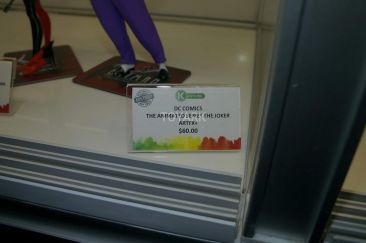 DC COMICS
THE ANIMATED SERIES THE JOKER
ARTFX+
$60.00